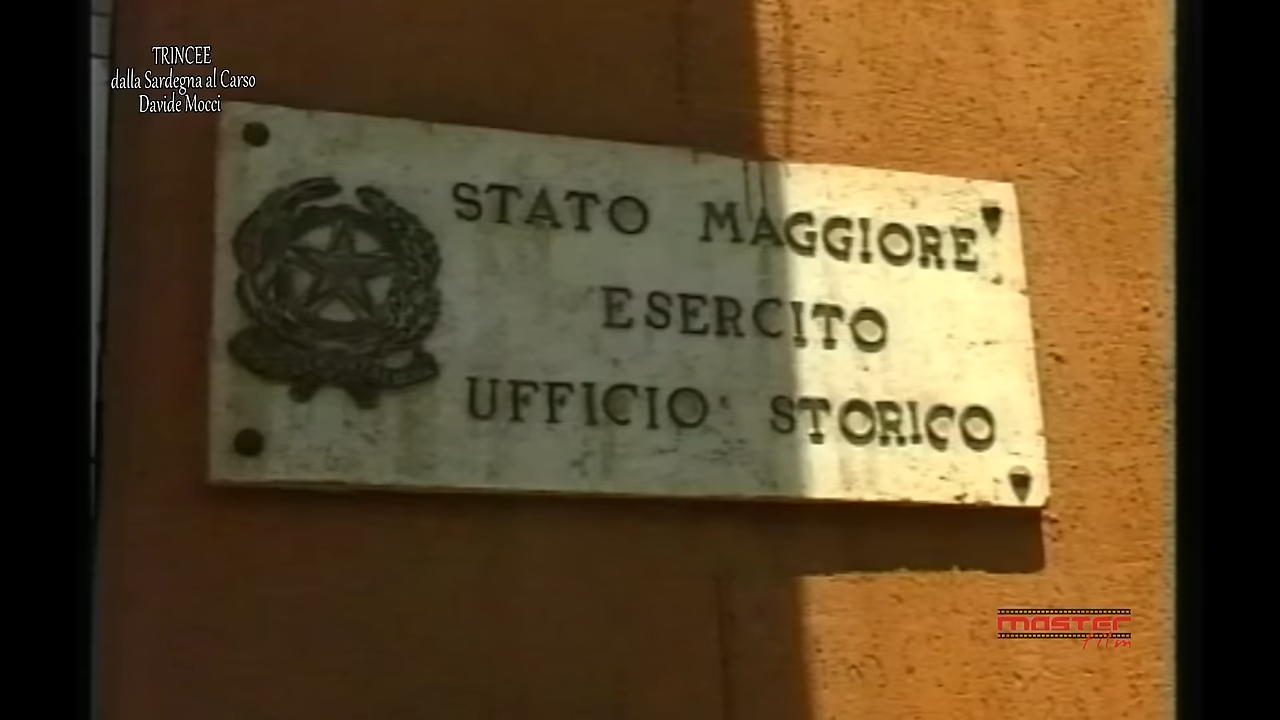 TRINCEE
dalla Sardegna al Carso
Davide Mocci
STATO MAGGIORE
ESERCITO
UFFICIO STORICO
master
film